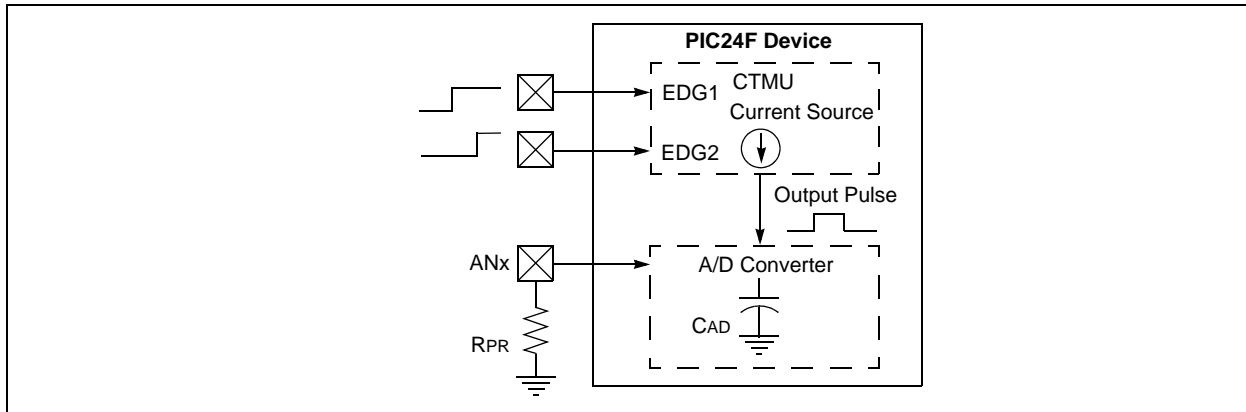 PIC24F Device
EDG1
CTMU
Current Source
EDG2
Output Pulse
ANx
A/D Converter
CAD
RPR